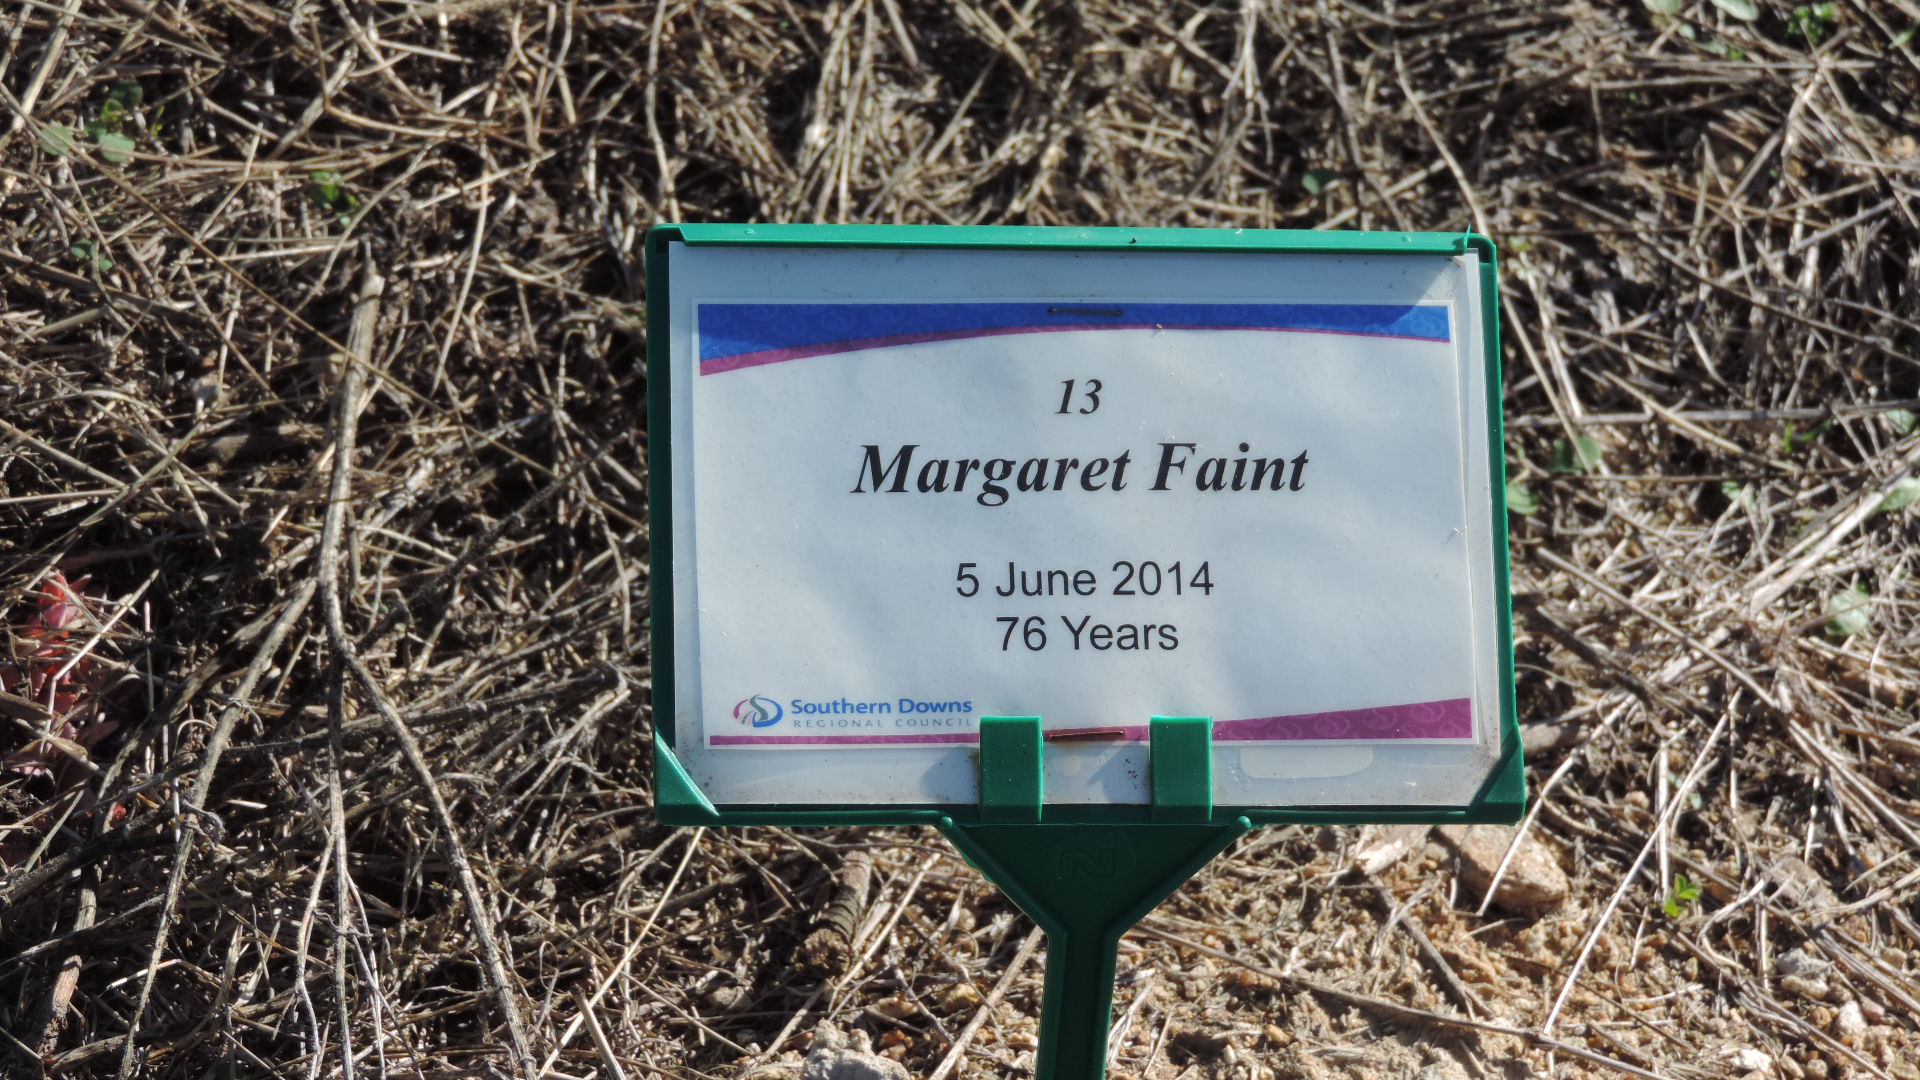 13
Margaret Faint
5 June 2014
76 Years
Southern Downs
REGIONAL COUNCIL